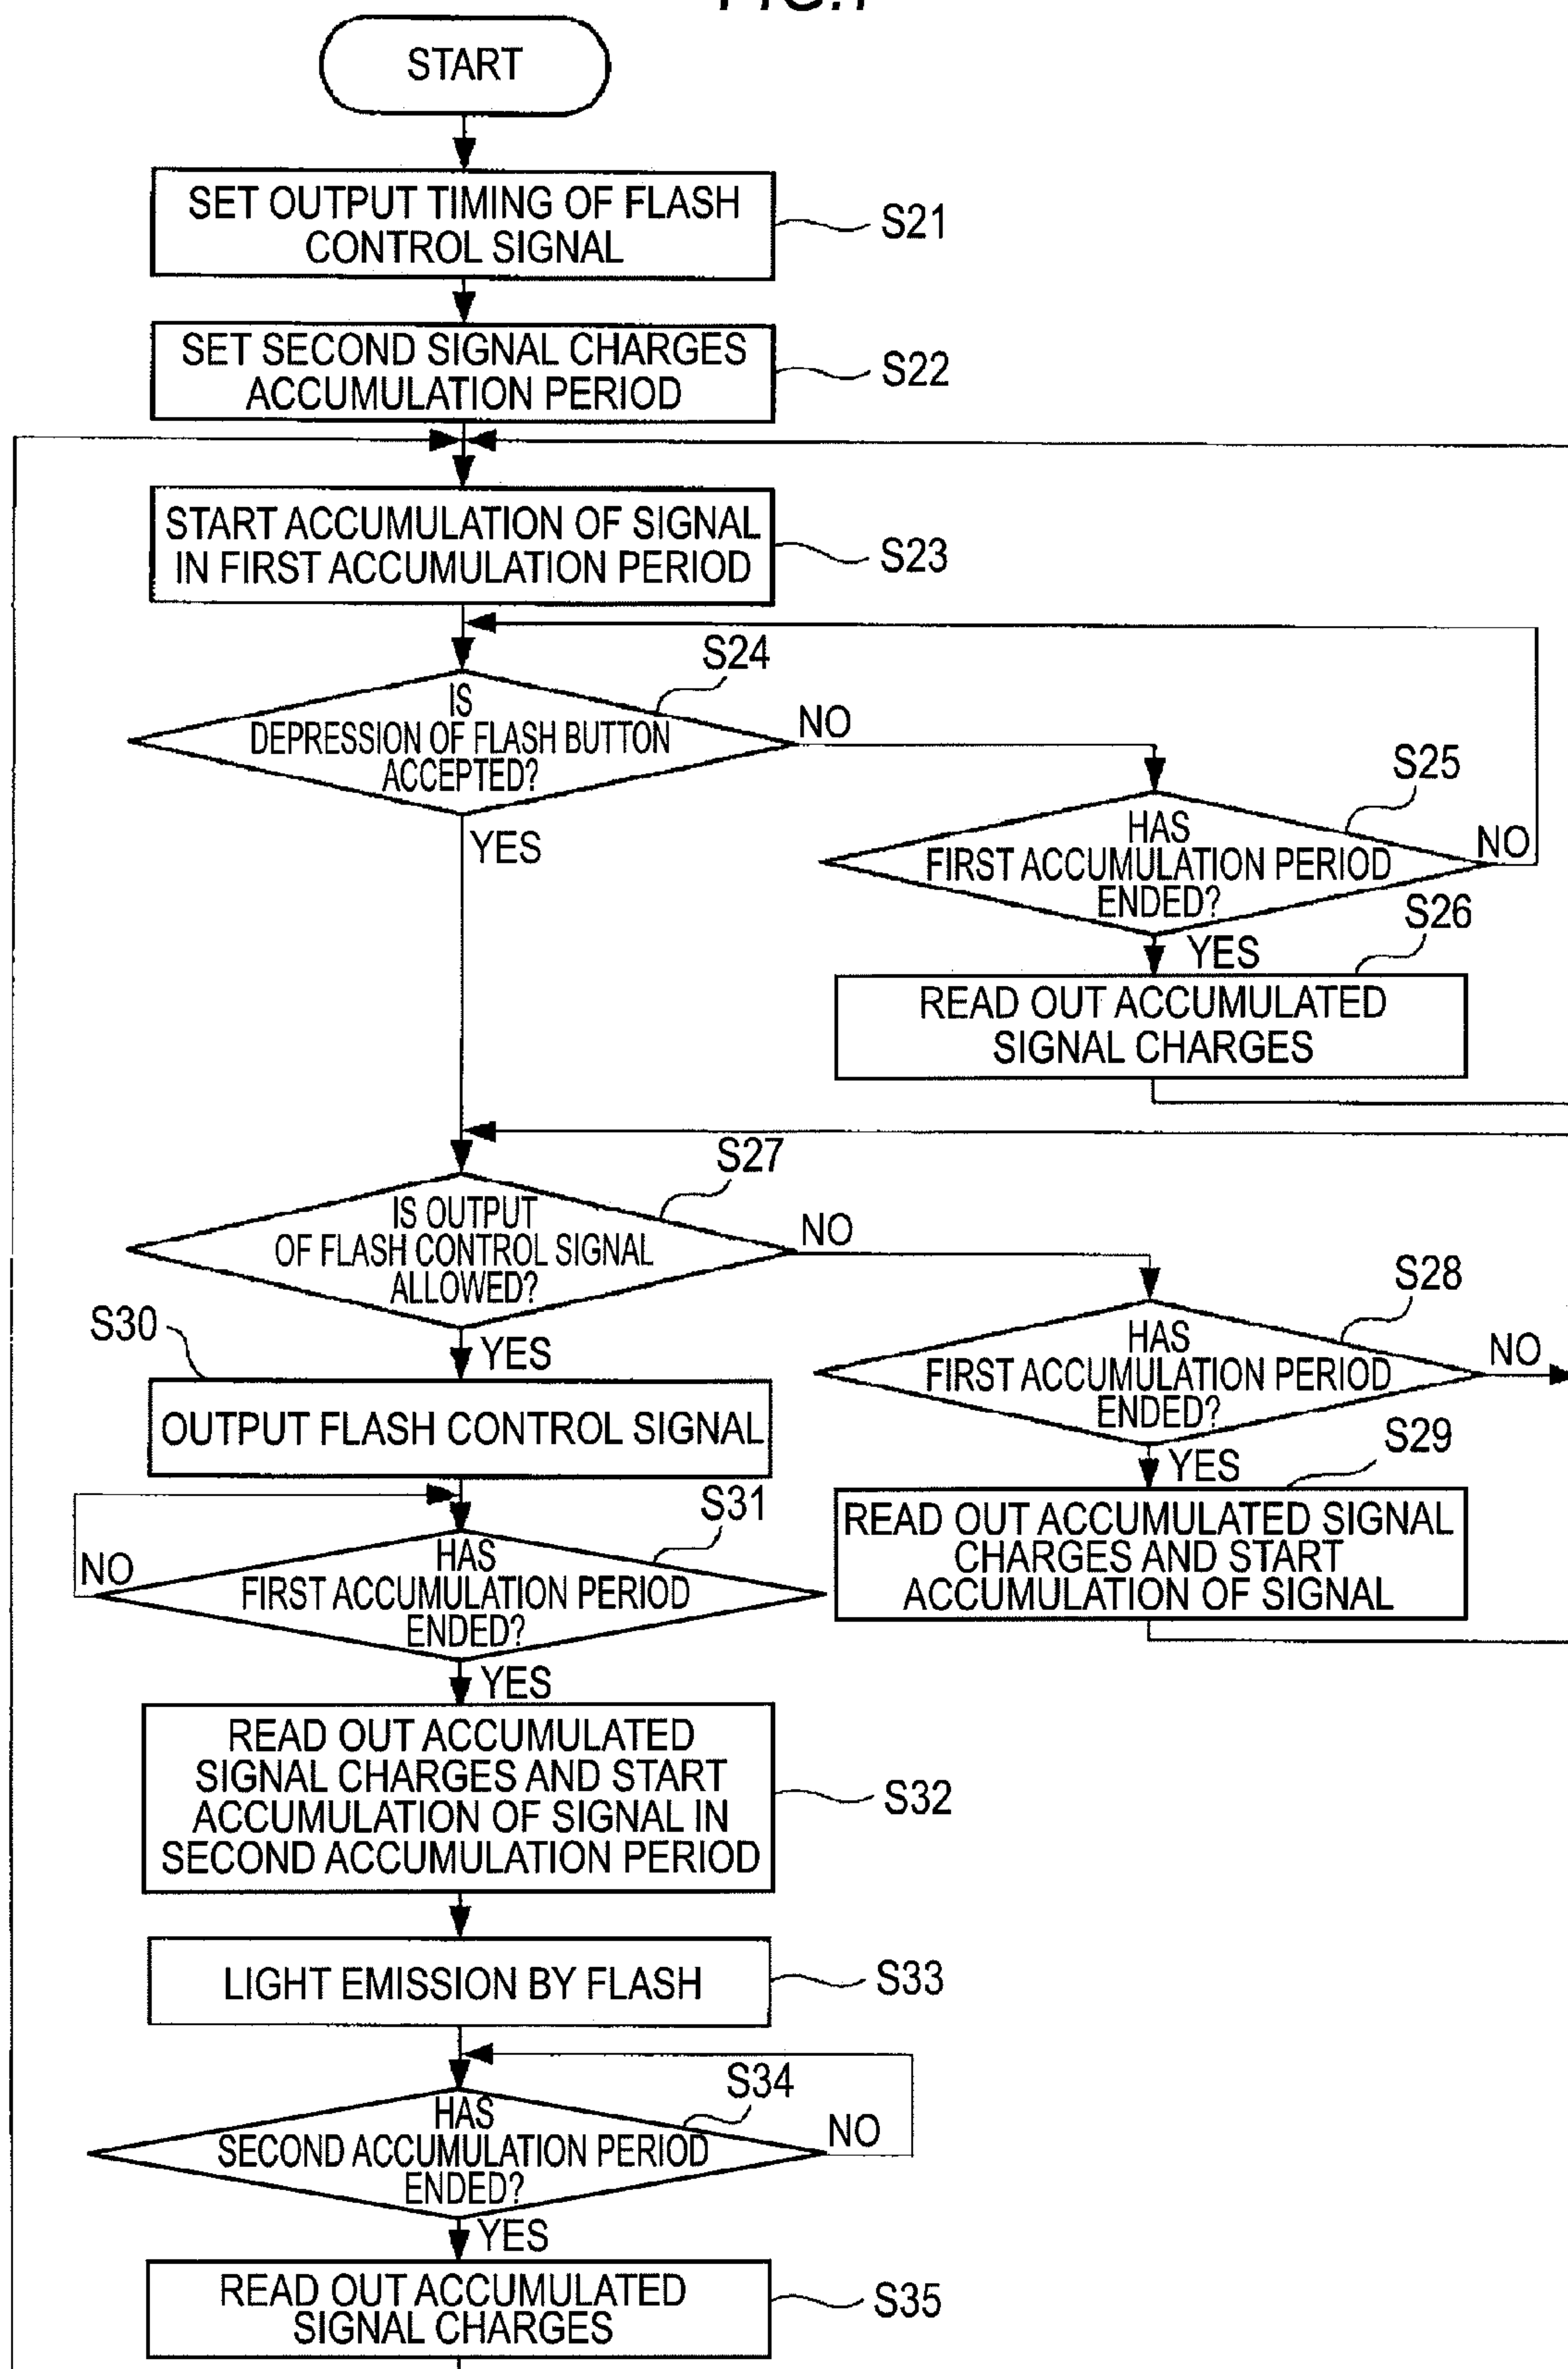 START
SET OUTPUT TIMING OF FLASH
CONTROL SIGNAL
S21
SET SECOND SIGNAL CHARGES
ACCUMULATION PERIOD
S22
START ACCUMULATION OF SIGNAL
IN FIRST ACCUMULATION PERIOD
S23
S24
IS
DEPRESSION OF FLASH BUTTON
ACCEPTED?
NO
YES
S25
HAS
FIRST ACCUMULATION PERIOD
ENDED?
NO
YES
S26
READ OUT ACCUMULATED
SIGNAL CHARGES
S27
IS OUTPUT
OF FLASH CONTROL SIGNAL
ALLOWED?
NO
YES
S28
HAS
FIRST ACCUMULATION PERIOD
ENDED?
NO
YES
S29
READ OUT ACCUMULATED SIGNAL
CHARGES AND START
ACCUMULATION OF SIGNAL
S30
OUTPUT FLASH CONTROL SIGNAL
S31
HAS
FIRST ACCUMULATION PERIOD
ENDED?
NO
YES
READ OUT ACCUMULATED
SIGNAL CHARGES AND START
ACCUMULATION OF SIGNAL IN
SECOND ACCUMULATION PERIOD
S32
LIGHT EMISSION BY FLASH
S33
S34
HAS
SECOND ACCUMULATION PERIOD
ENDED?
NO
YES
READ OUT ACCUMULATED
SIGNAL CHARGES
S35